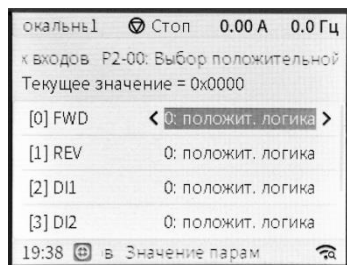 окальны1 Стоп 0.00 А 0.0 Гц
к входов P2-00: Выбор положительной
Текущее значение = 0x0000
[0] FWD < 0: положит. логика >
[1] REV 0: положит. логика
[2] DI1 0: положит. логика
[3] DI2 0: положит. логика
19:38 в Значение парам